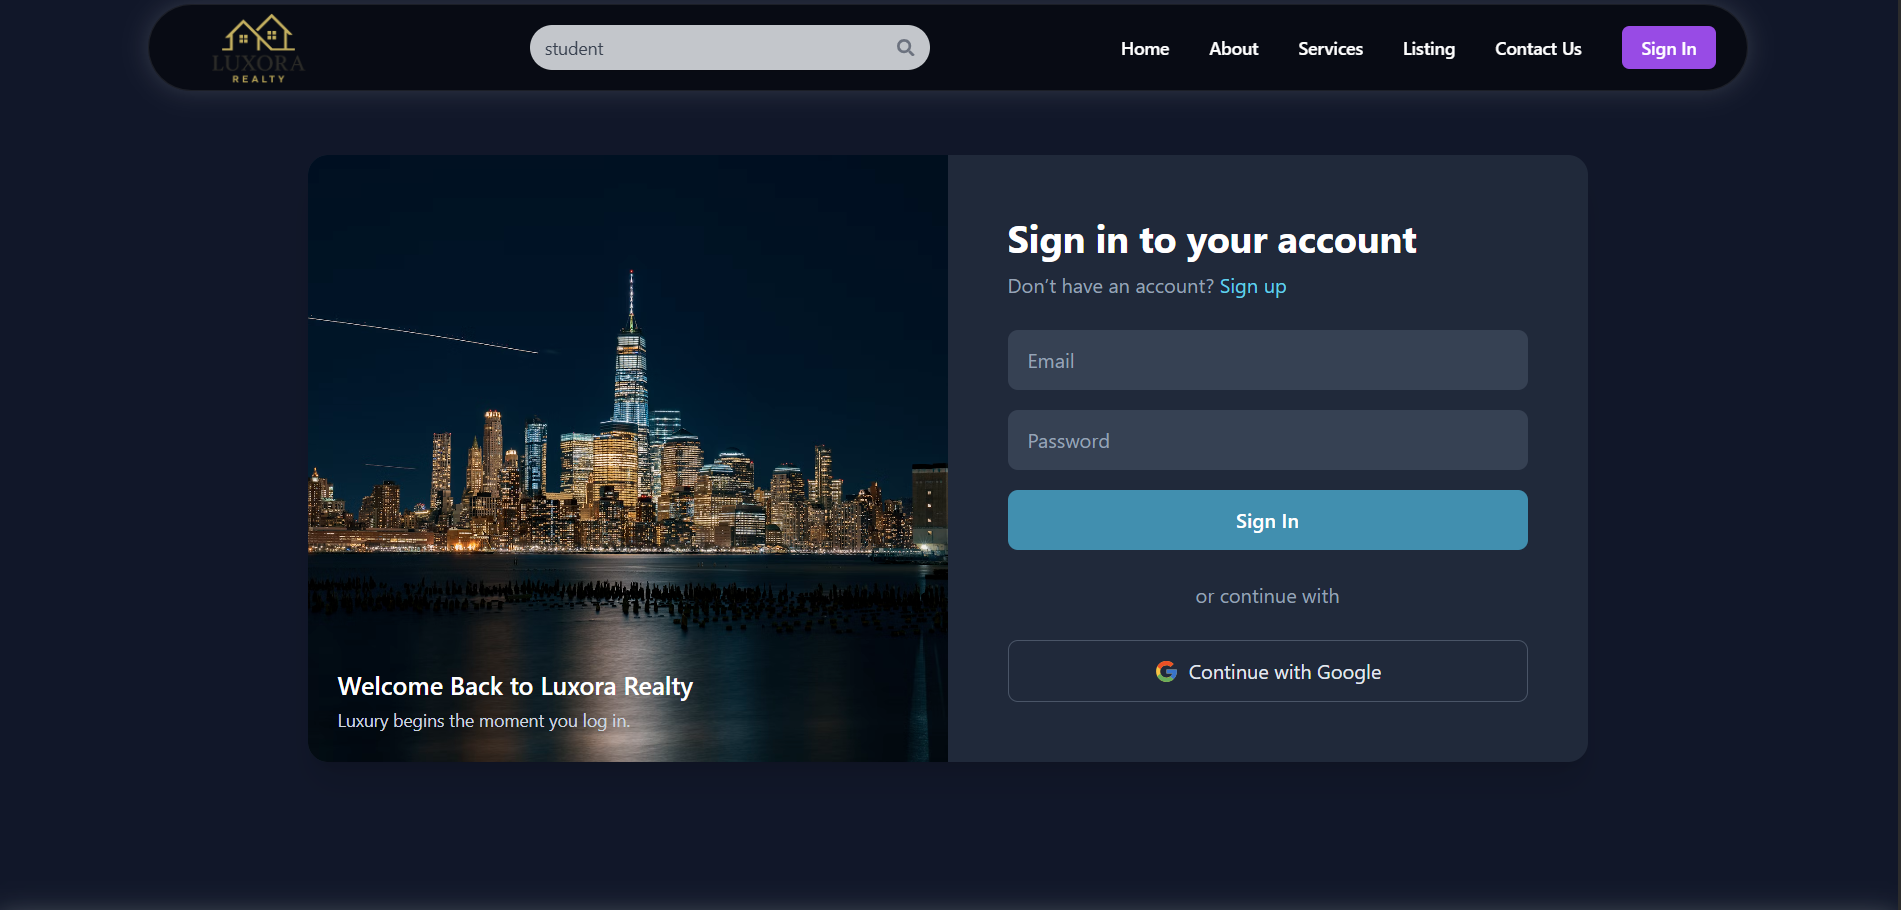 LUXORA
REALTY
student
Home
About
Services
Listing
Contact Us
Sign In
Welcome Back to Luxora Realty
Luxury begins the moment you log in.
Sign in to your account
Don’t have an account? Sign up
Email
Password
Sign In
or continue with
Continue with Google